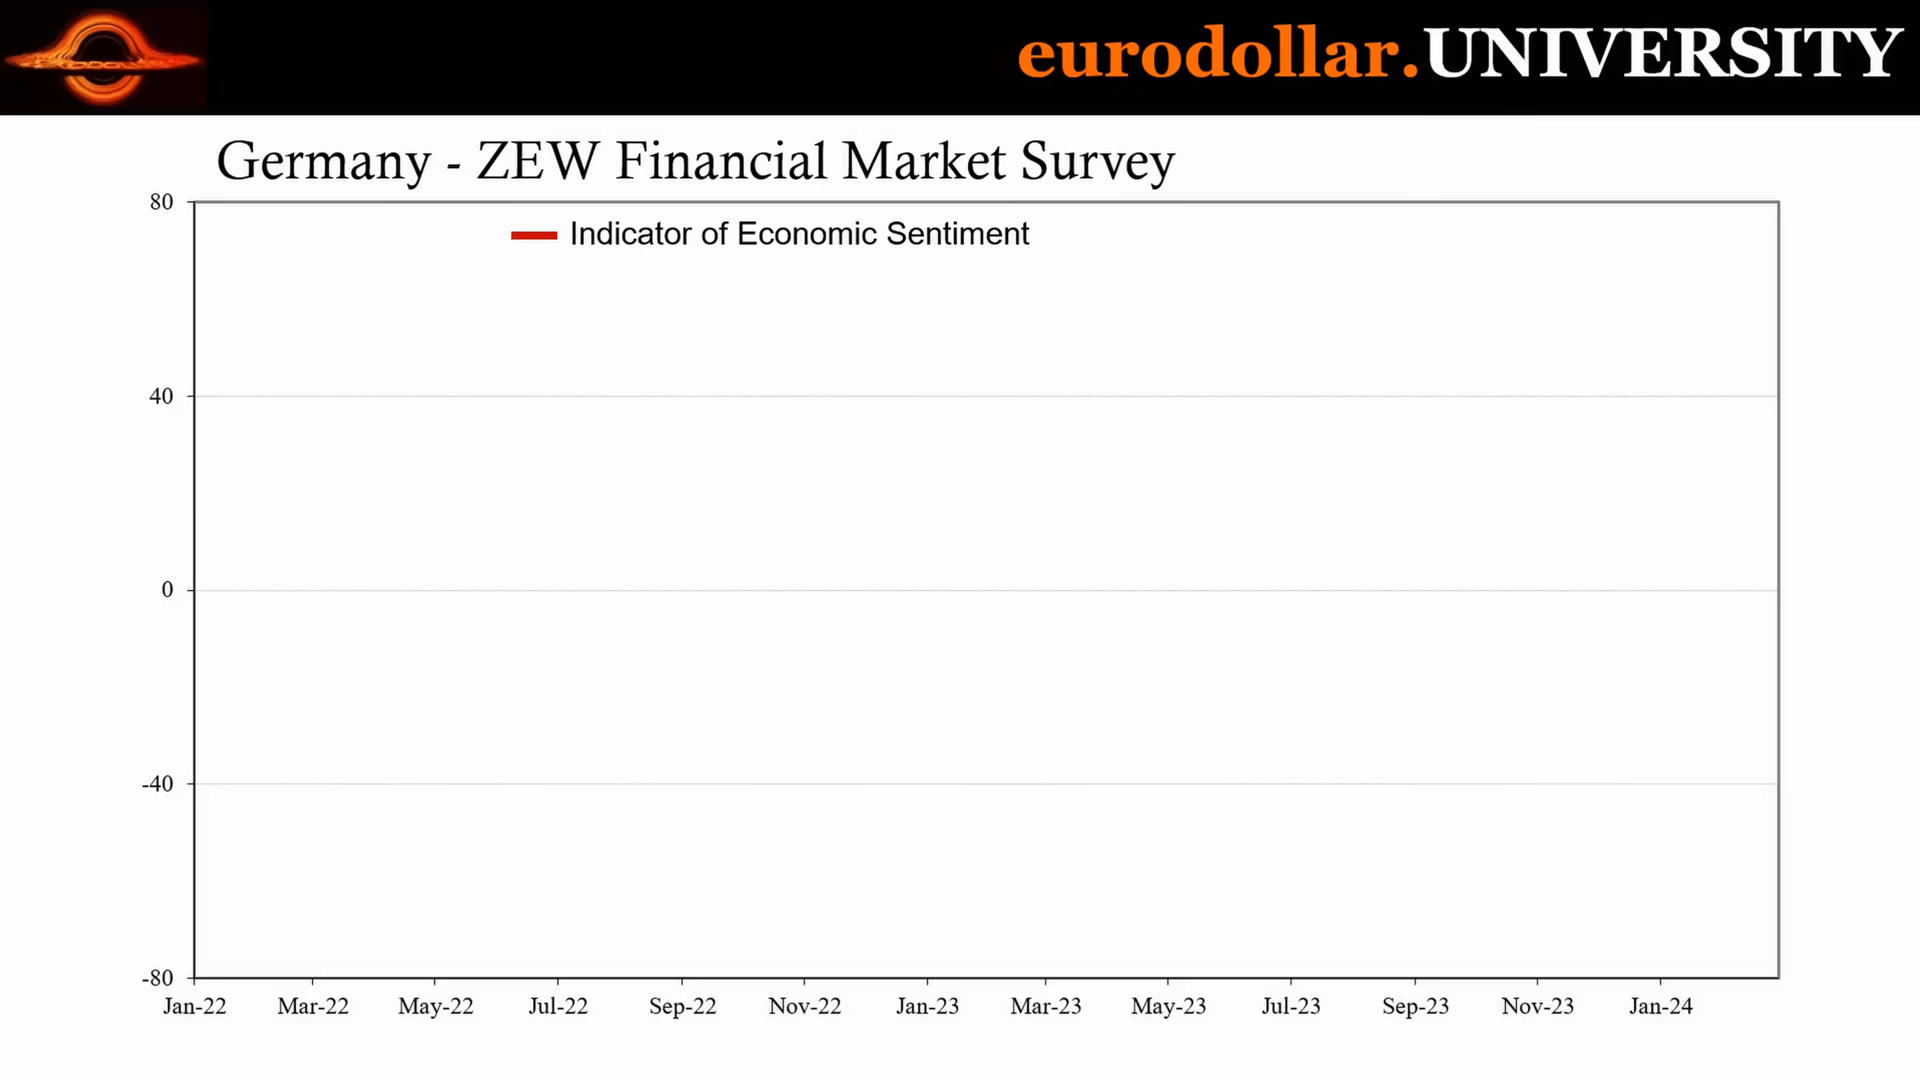 eurodollar.UNIVERSITY
Germany - ZEW Financial Market Survey
Indicator of Economic Sentiment
80
40
0
-40
-80
Jan-22 Mar-22 May-22 Jul-22 Sep-22 Nov-22 Jan-23 Mar-23 May-23 Jul-23 Sep-23 Nov-23 Jan-24